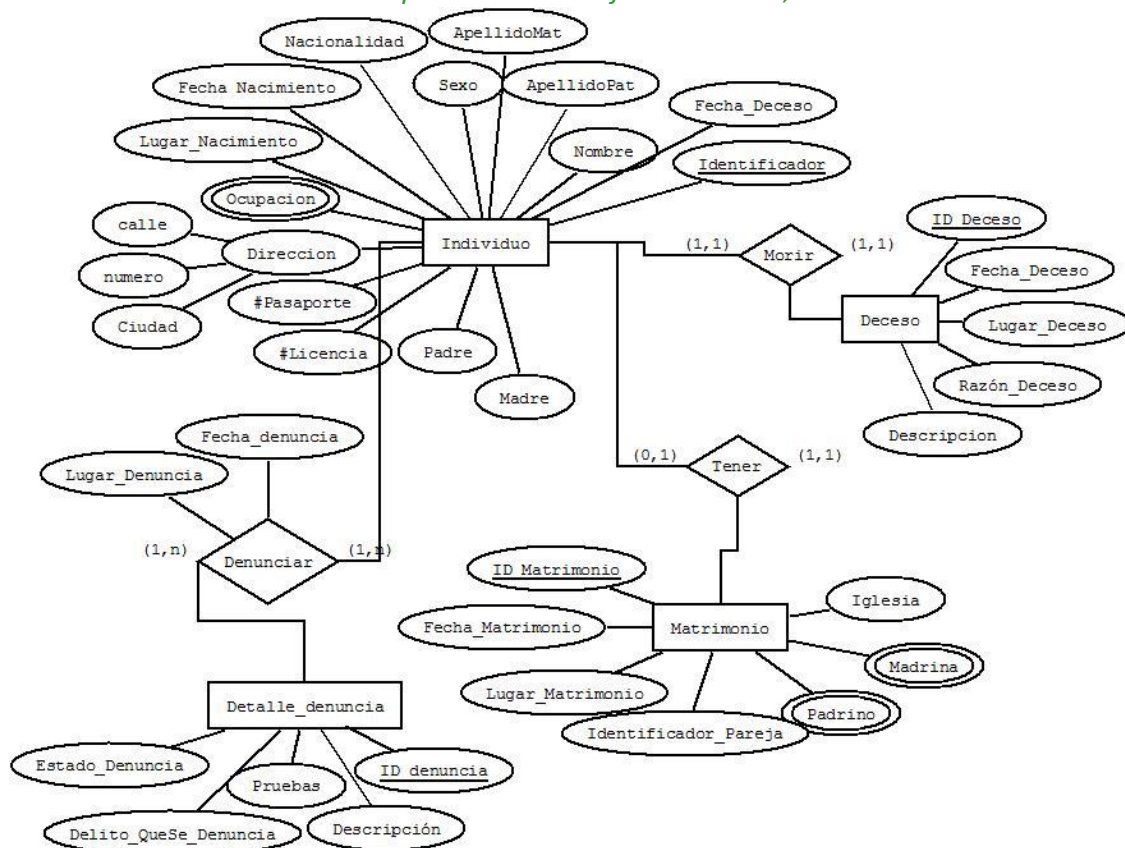 Nacionalidad
ApellidoMat
Fecha Nacimiento
Sexo
ApellidoPat
Fecha_Deceso
Lugar_Nacimiento
Nombre
Identificador
Ocupacion
ID Deceso
calle
Individuo
(1,1)
Morir
(1,1)
Direccion
numero
Fecha_Deceso
#Pasaporte
Ciudad
Deceso
Lugar_Deceso
#Licencia
Padre
Razón_Deceso
Madre
Descripcion
Fecha_denuncia
Lugar_Denuncia
(0,1)
Tener
(1,1)
(1,n)
Denunciar
(1,n)
ID Matrimonio
Iglesia
Fecha_Matrimonio
Matrimonio
Madrina
Lugar_Matrimonio
Detalle_denuncia
Padrino
Identificador_Pareja
Estado_Denuncia
ID denuncia
Pruebas
Delito_QueSe_Denuncia
Descripción